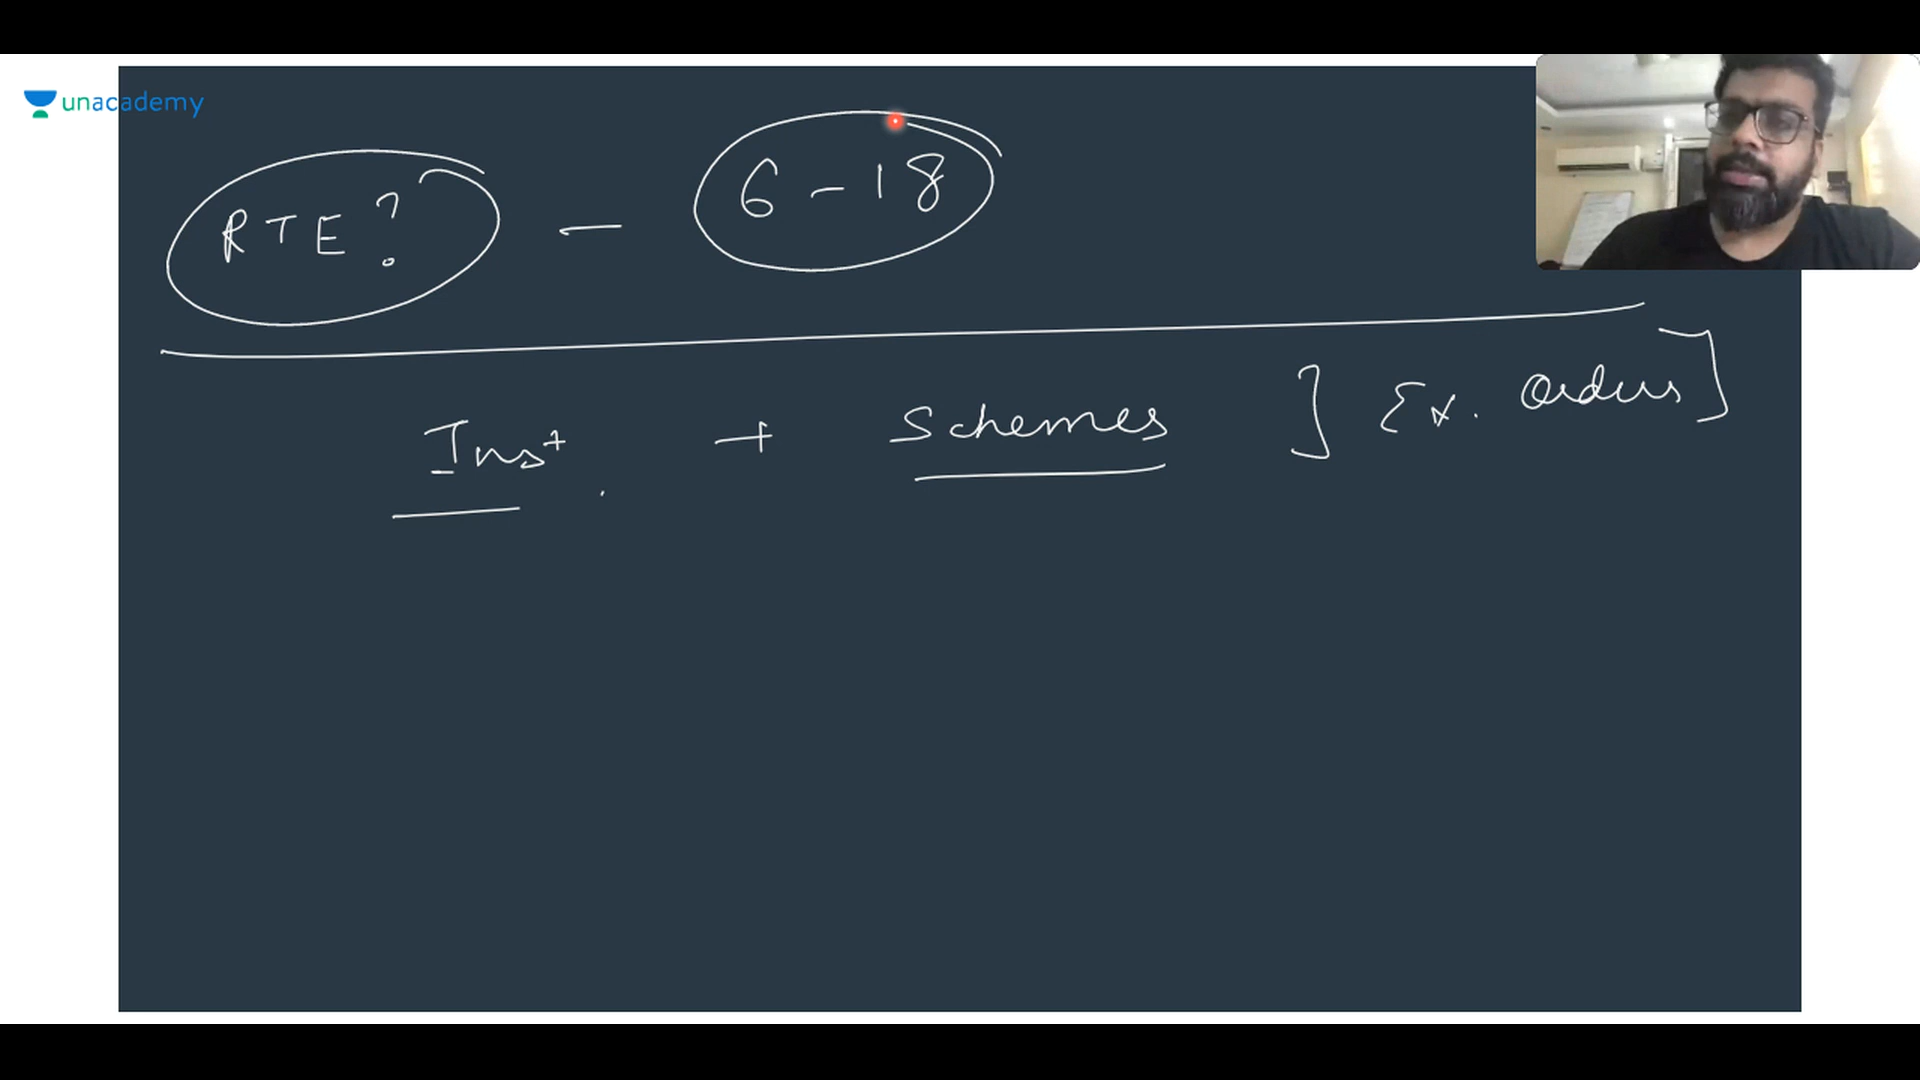 unacademy
RTE? - 6-18
Inst + Schemes ] [Ex. Orders]